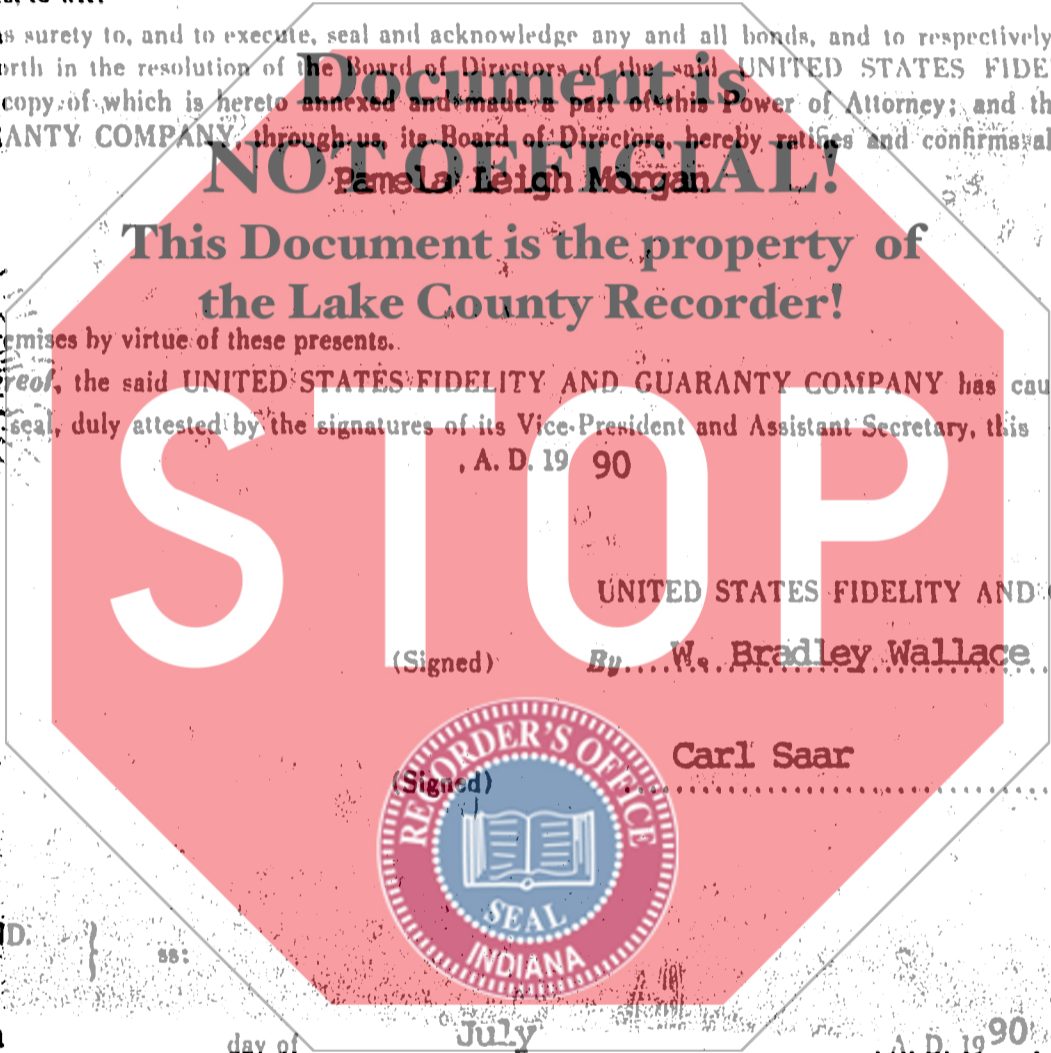 s surety to, and to execute, seal and acknowledge any and all bonds, and to respectively
orth in the resolution of the Board of Directors of the said UNITED STATES FIDE
Document is
copy of which is hereto annexed and made a part of this Power of Attorney; and th
ANTY COMPANY, through us, its Board of Directors, hereby ratifies and confirms al
NOT OFFICIAL!
Pamela Leigh Morgan
This Document is the property of
the Lake County Recorder!
emises by virtue of these presents.
reof, the said UNITED STATES FIDELITY AND GUARANTY COMPANY has cau
seal, duly attested by the signatures of its Vice-President and Assistant Secretary, this
, A. D. 19 90
STOP
UNITED STATES FIDELITY AND
(Signed) By....W. Bradley Wallace
Carl Saar
(Signed)
RECORDER'S OFFICE
SEAL
INDIANA
D. } ss:
day of July , A. D. 19 90